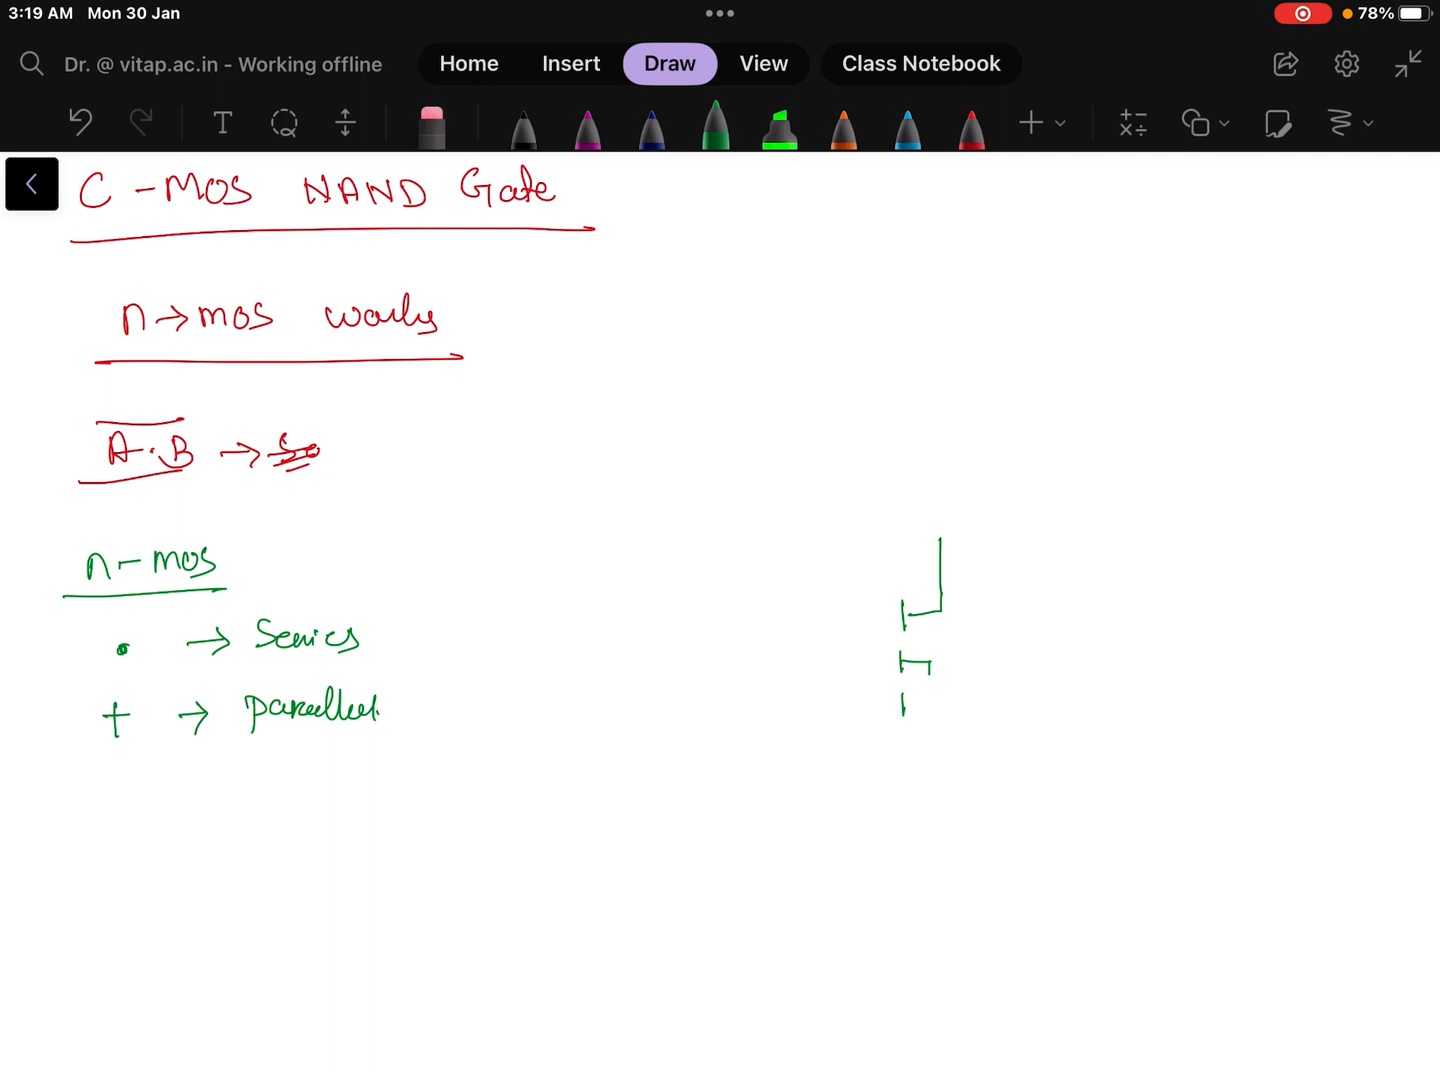 3:19 AM Mon 30 Jan 78%
Dr. @ vitap.ac.in - Working offline Home Insert Draw View Class Notebook
T
C - MOS NAND Gate
n → mos works
A̅·̅B̅ →
n - mos
• → Series
+ → parallel.